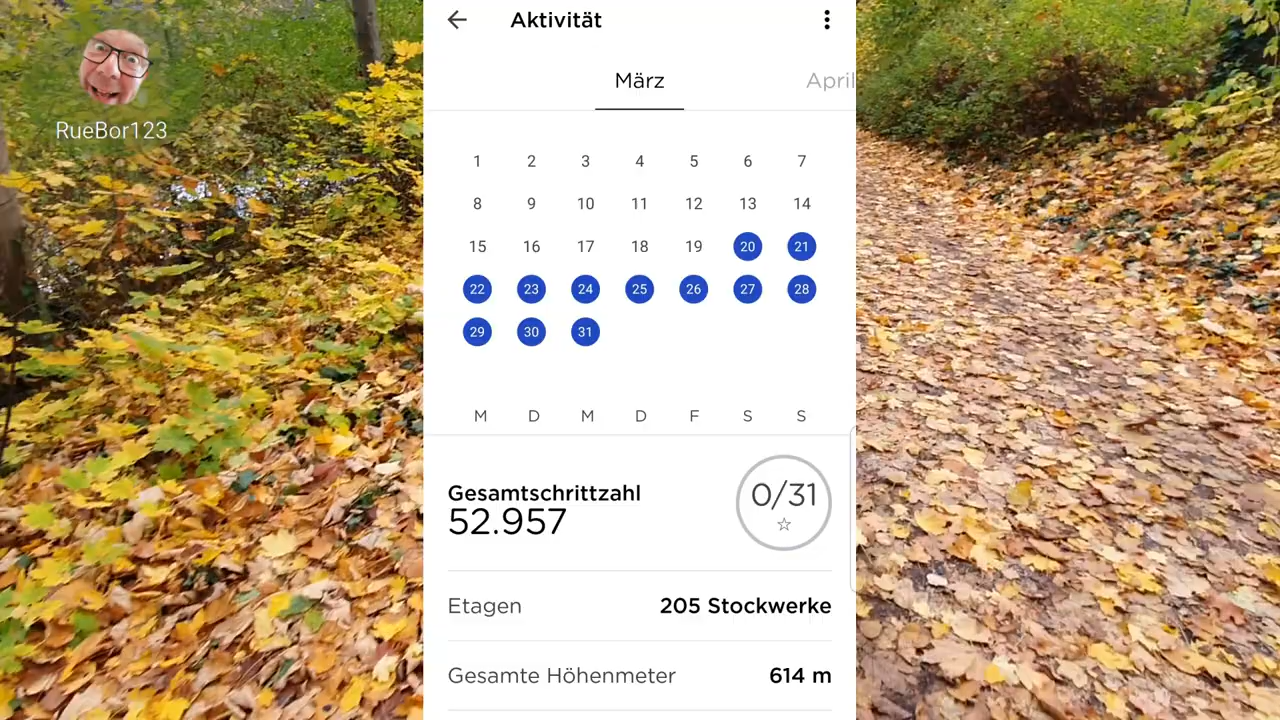 RueBor123
Aktivität
März April
1 2 3 4 5 6 7
8 9 10 11 12 13 14
15 16 17 18 19 20 21
22 23 24 25 26 27 28
29 30 31
M D M D F S S
Gesamtschrittzahl
52.957
0/31
Etagen 205 Stockwerke
Gesamte Höhenmeter 614 m